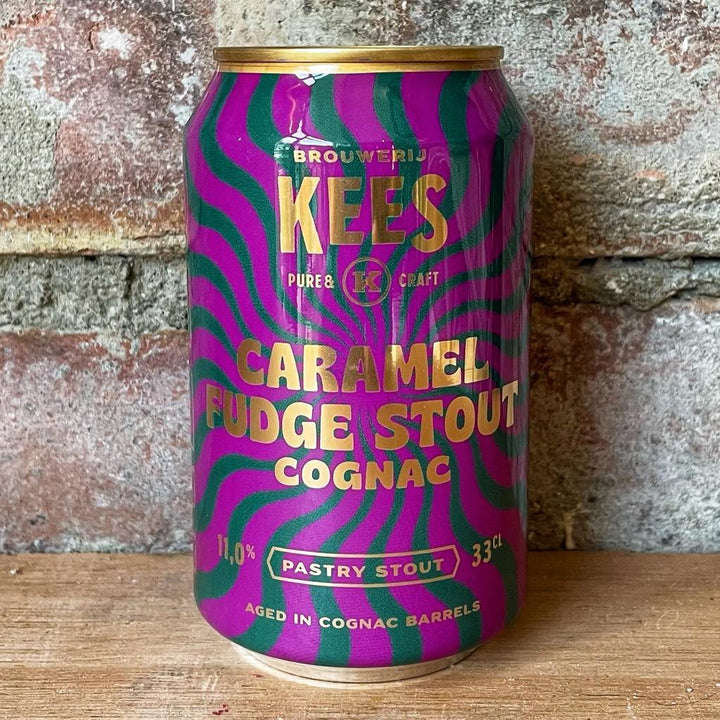 BROUWERIJ
KEES
PURE & K CRAFT
CARAMEL
FUDGE STOUT
COGNAC
11,0% PASTRY STOUT 33CL
AGED IN COGNAC BARRELS